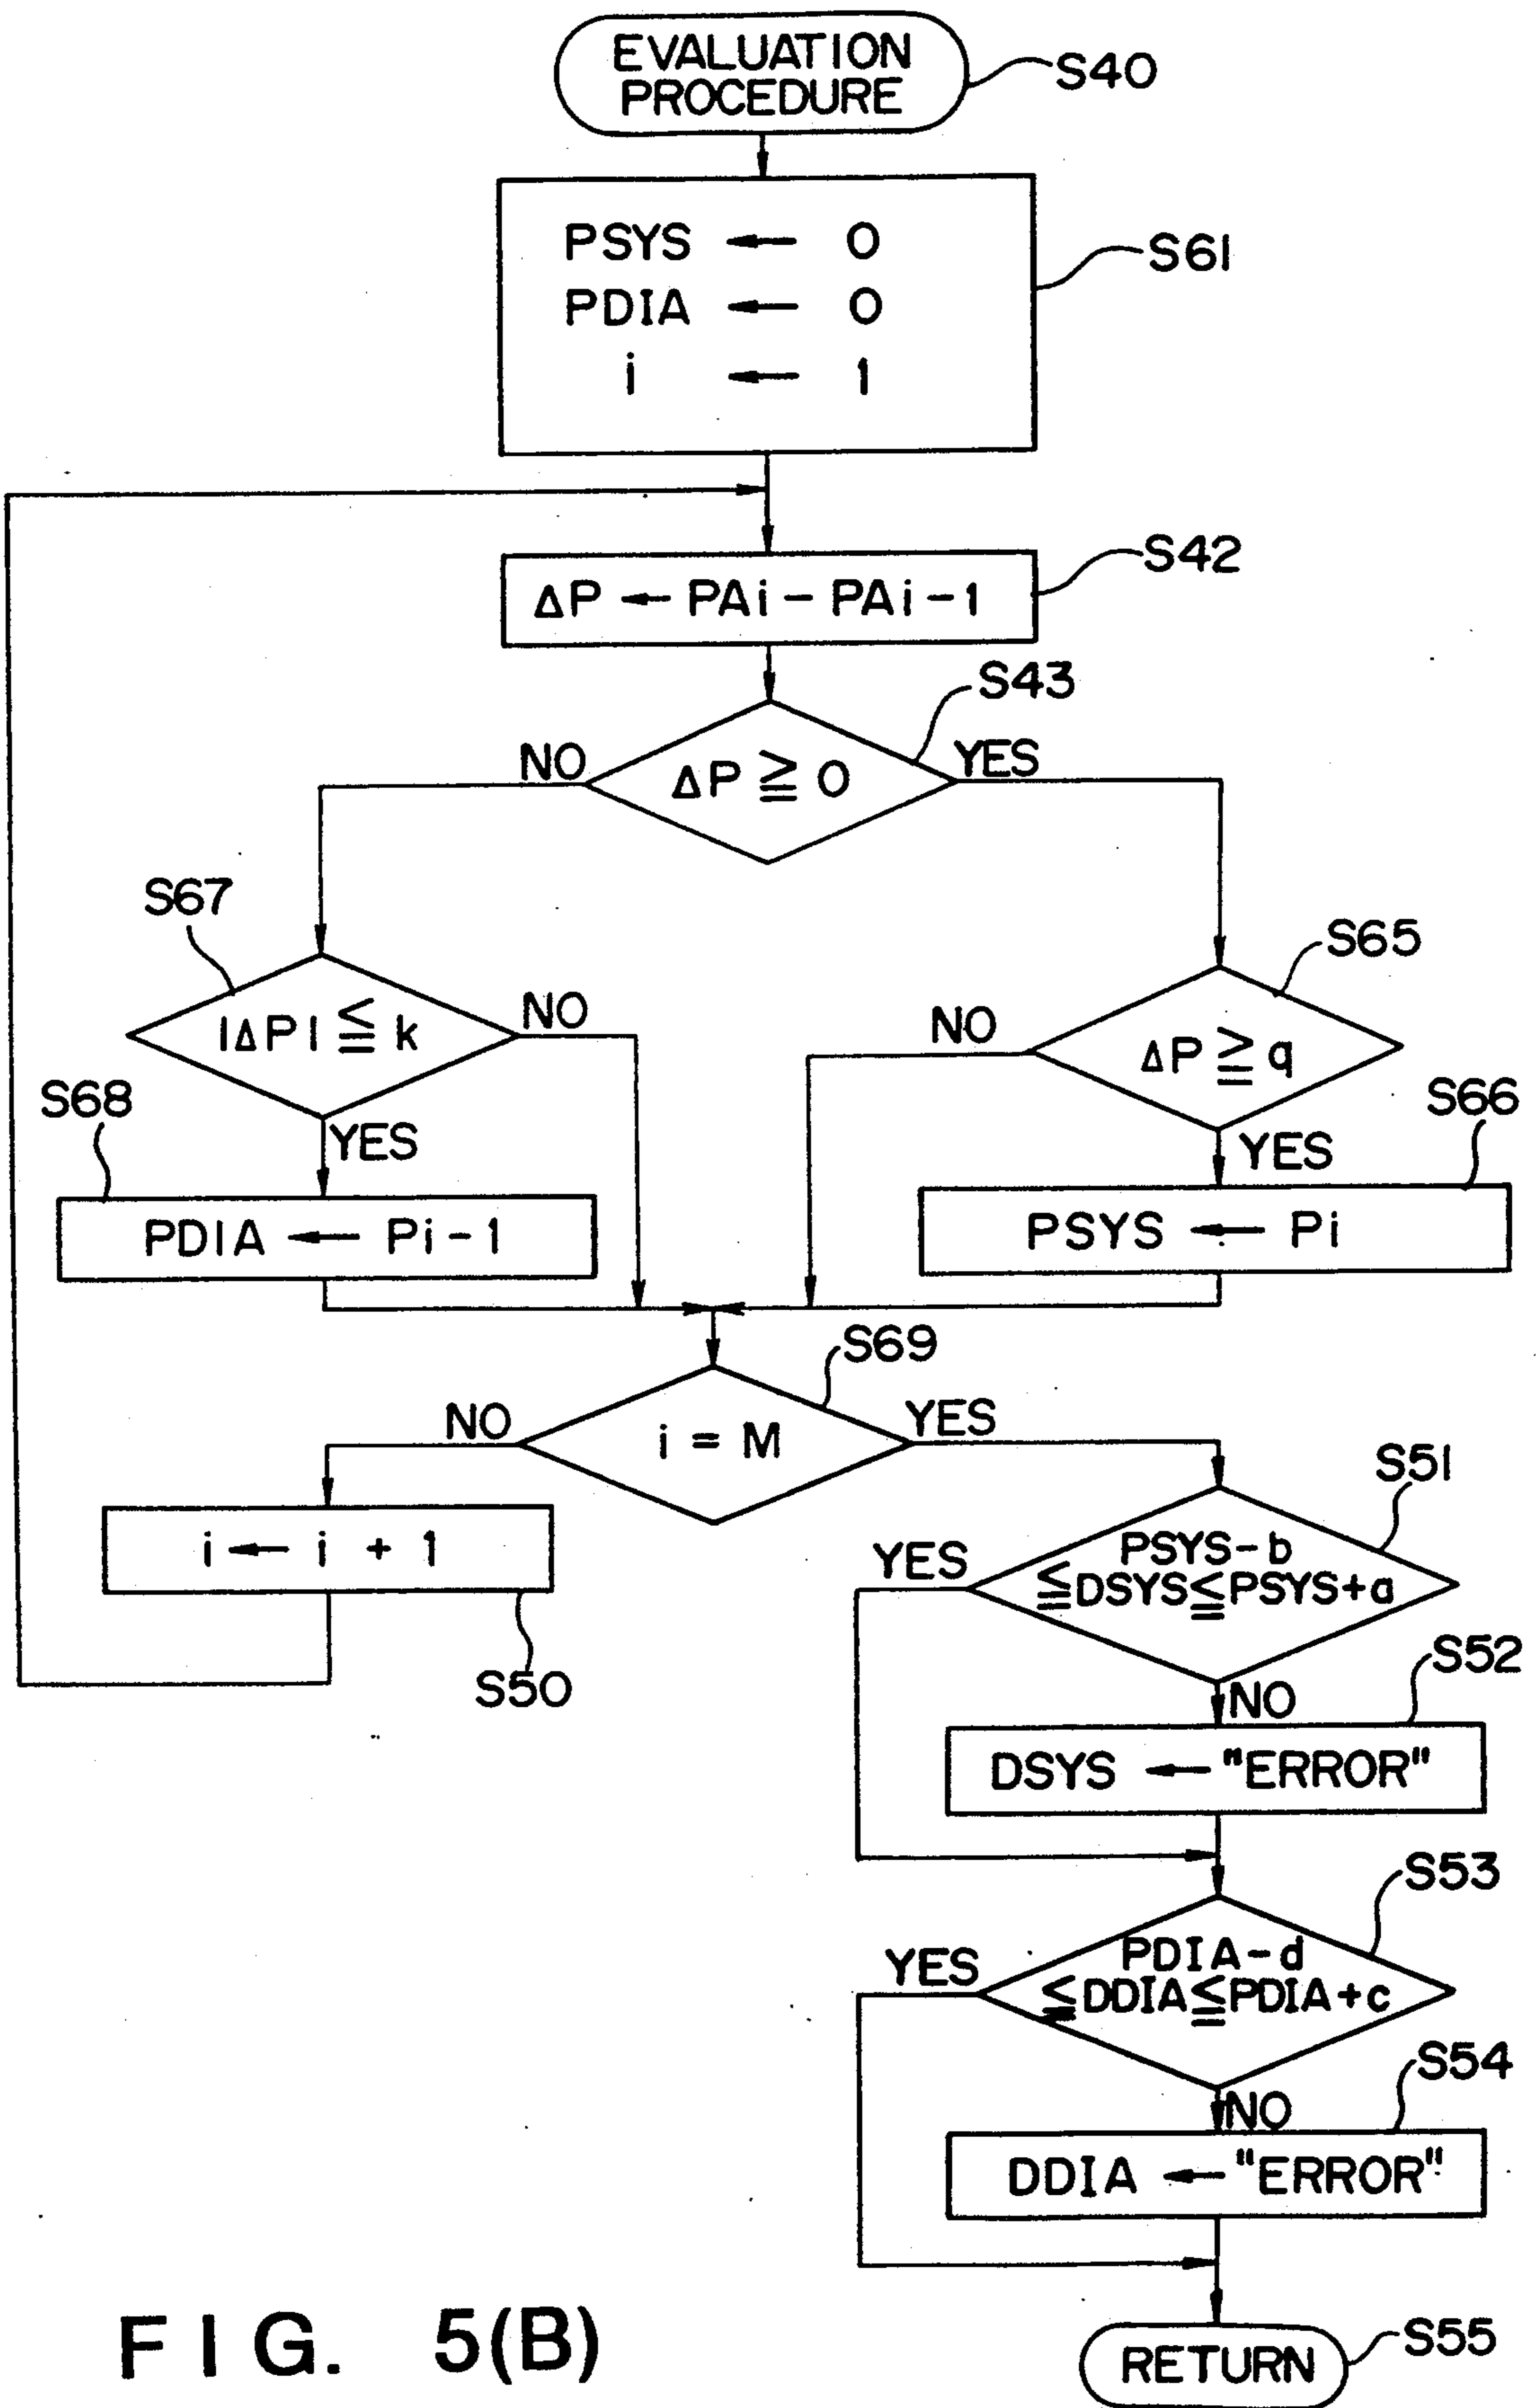 EVALUATION
PROCEDURE
S40
PSYS ← 0
S61
PDIA ← 0
i ← 1
S42
ΔP ← PAi - PAi-1
S43
NO
ΔP ≧ 0
YES
S67
S65
|ΔP| ≦ k
NO
NO
ΔP ≧ q
S68
YES
S66
YES
PDIA ← Pi-1
PSYS ← Pi
S69
NO
i = M
YES
S51
i ← i + 1
YES
PSYS-b
≦DSYS≦PSYS+a
S50
S52
NO
DSYS ← "ERROR"
S53
YES
PDIA-d
≦DDIA≦PDIA+c
S54
NO
DDIA ← "ERROR"
FIG. 5(B)
S55
RETURN